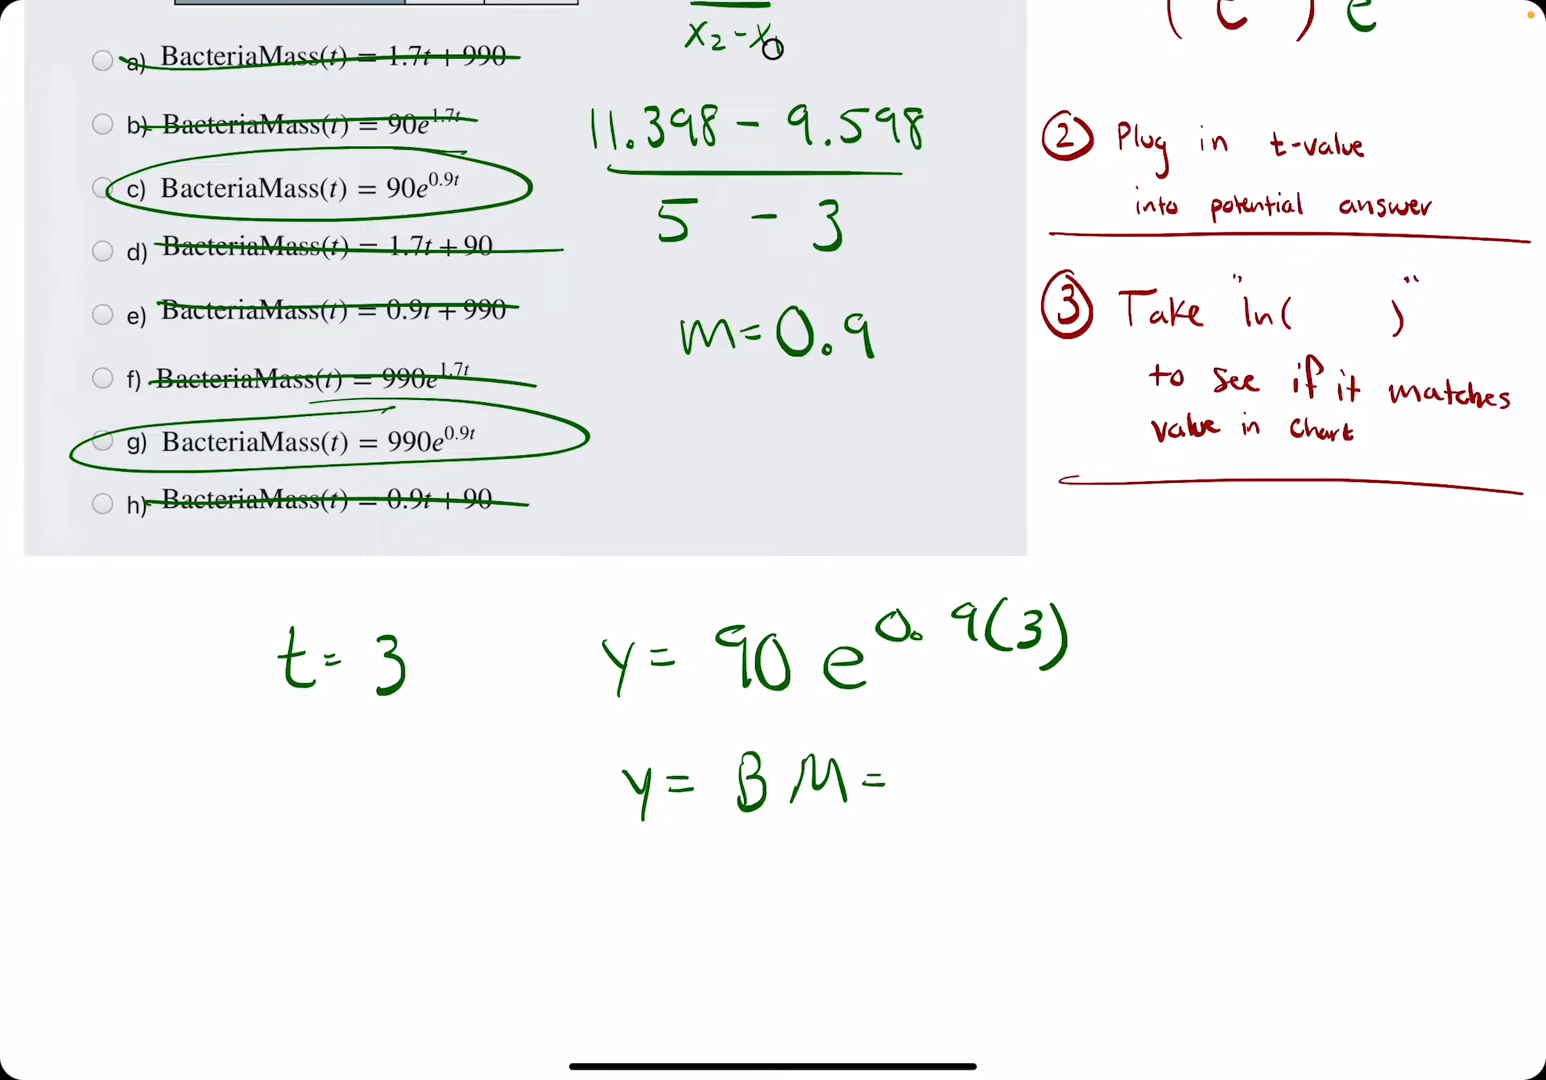 ( e ) e
x₂ - x₁
a) BacteriaMass(t) = 1.7t + 990
b) BacteriaMass(t) = 90e^1.7t
c) BacteriaMass(t) = 90e^0.9t
d) BacteriaMass(t) = 1.7t + 90
e) BacteriaMass(t) = 0.9t + 990
f) BacteriaMass(t) = 990e^1.7t
g) BacteriaMass(t) = 990e^0.9t
h) BacteriaMass(t) = 0.9t + 90
11.398 - 9.598
5 - 3
m=0.9
② Plug in t-value
into potential answer
③ Take "ln( )"
to see if it matches
value in chart
t = 3
y = 90 e^0.9(3)
y = BM =